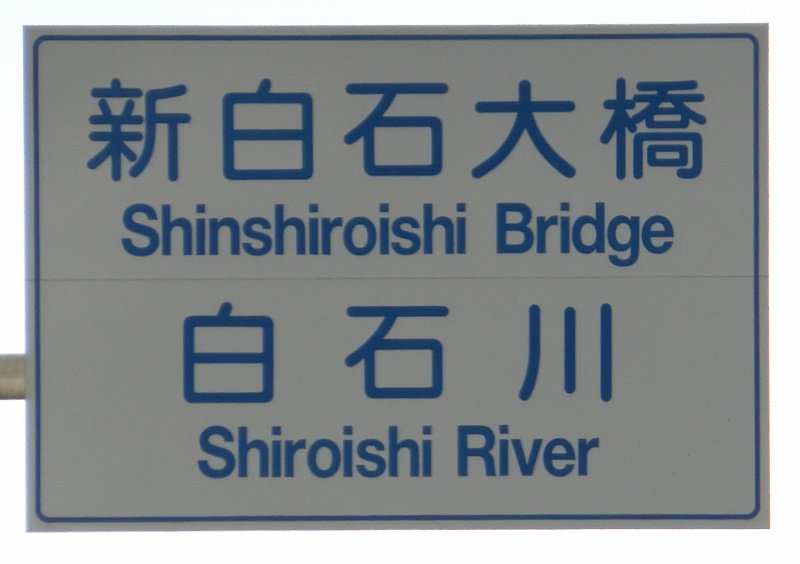 新白石大橋
Shinshiroishi Bridge
白石川
Shiroishi River